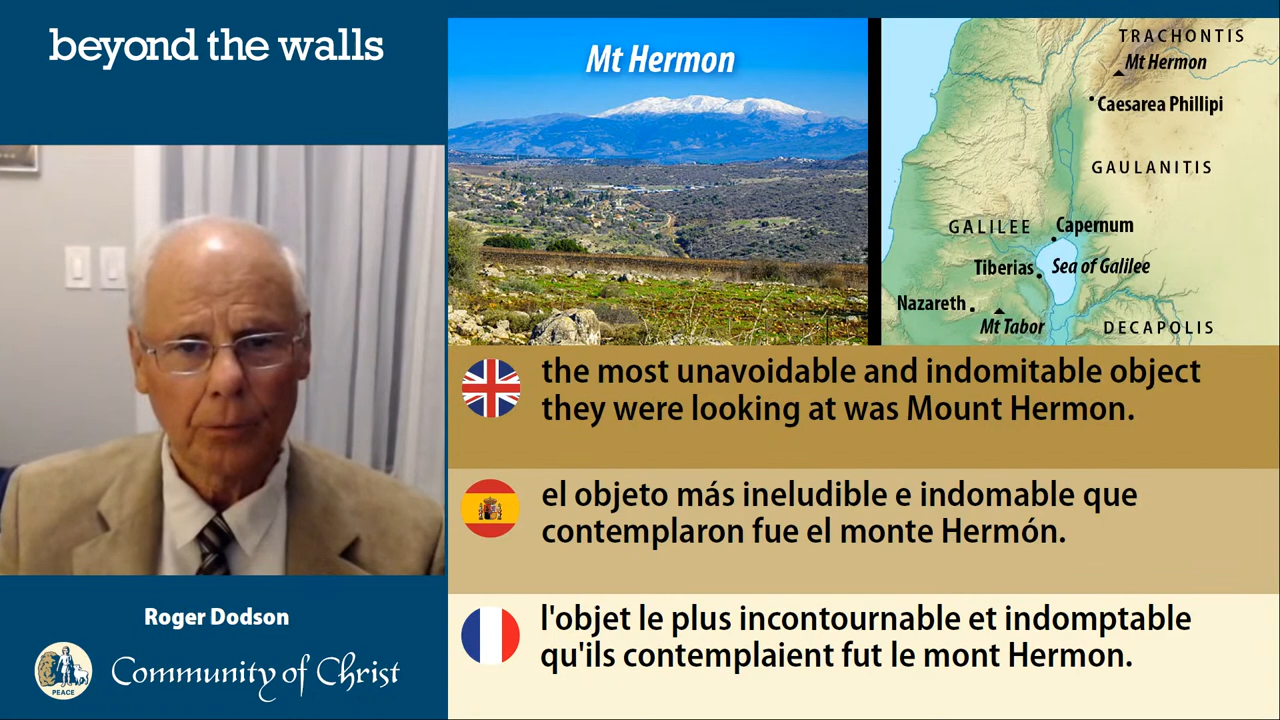 beyond the walls
Mt Hermon
TRACHONTIS
Mt Hermon
Caesarea Phillipi
GAULANITIS
GALILEE
Capernum
Tiberias
Sea of Galilee
Nazareth
Mt Tabor
DECAPOLIS
the most unavoidable and indomitable object
they were looking at was Mount Hermon.
el objeto más ineludible e indomable que
contemplaron fue el monte Hermón.
l'objet le plus incontournable et indomptable
qu'ils contemplaient fut le mont Hermon.
Roger Dodson
PEACE
Community of Christ